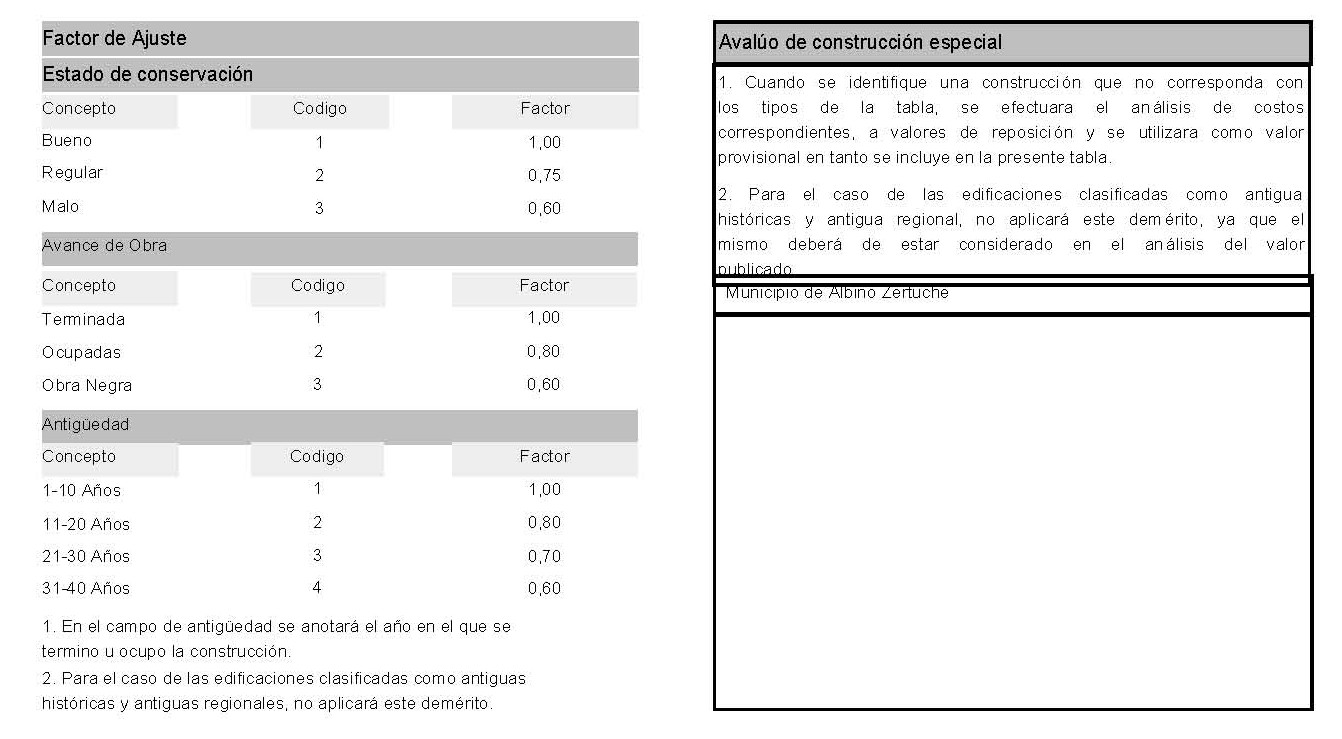 Factor de Ajuste
Estado de conservación
Concepto Codigo Factor
Bueno 1 1,00
Regular 2 0,75
Malo 3 0,60
Avance de Obra
Concepto Codigo Factor
Terminada 1 1,00
Ocupadas 2 0,80
Obra Negra 3 0,60
Antigüedad
Concepto Codigo Factor
1-10 Años 1 1,00
11-20 Años 2 0,80
21-30 Años 3 0,70
31-40 Años 4 0,60
1. En el campo de antigüedad se anotará el año en el que se
termino u ocupo la construcción.
2. Para el caso de las edificaciones clasificadas como antiguas
históricas y antiguas regionales, no aplicará este demérito.
Avalúo de construcción especial
1. Cuando se identifique una construcción que no corresponda con
los tipos de la tabla, se efectuara el análisis de costos
correspondientes, a valores de reposición y se utilizara como valor
provisional en tanto se incluye en la presente tabla.
2. Para el caso de las edificaciones clasificadas como antigua
históricas y antigua regional, no aplicará este demérito, ya que el
mismo deberá de estar considerado en el análisis del valor
publicado
Municipio de Albino Zertuche